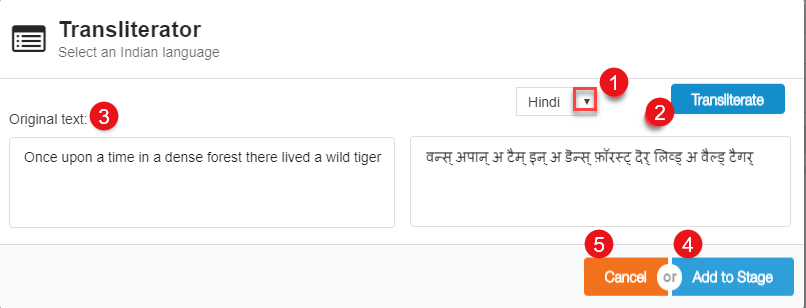 Transliterator
Select an Indian language
1
Hindi
Transliterate
2
Original text: 3
Once upon a time in a dense forest there lived a wild tiger
वन्स् अपान् अ टैम् इन् अ डॆन्स् फ़ॉरस्ट् दॆर् लिव्ड् अ वैल्ड् टैगर्
5
4
Cancel or Add to Stage